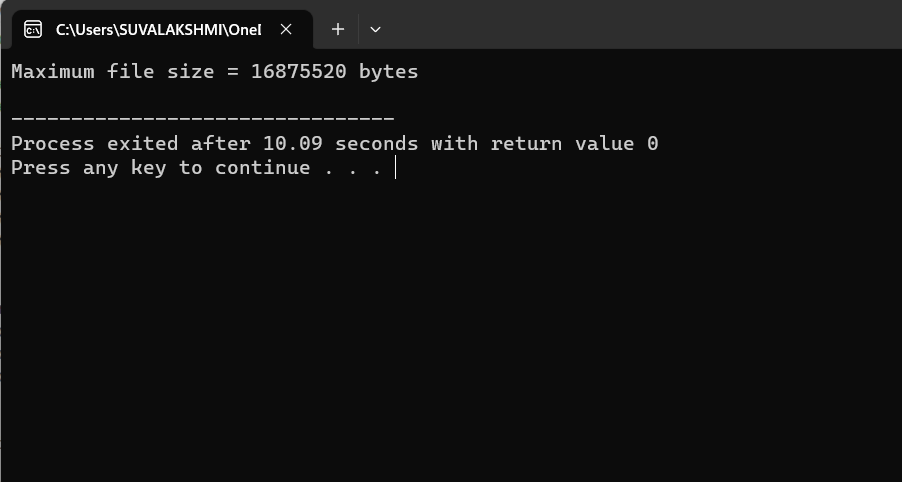 C:\Users\SUVALAKSHMI\OneI
Maximum file size = 16875520 bytes
--------------------------------
Process exited after 10.09 seconds with return value 0
Press any key to continue . . .